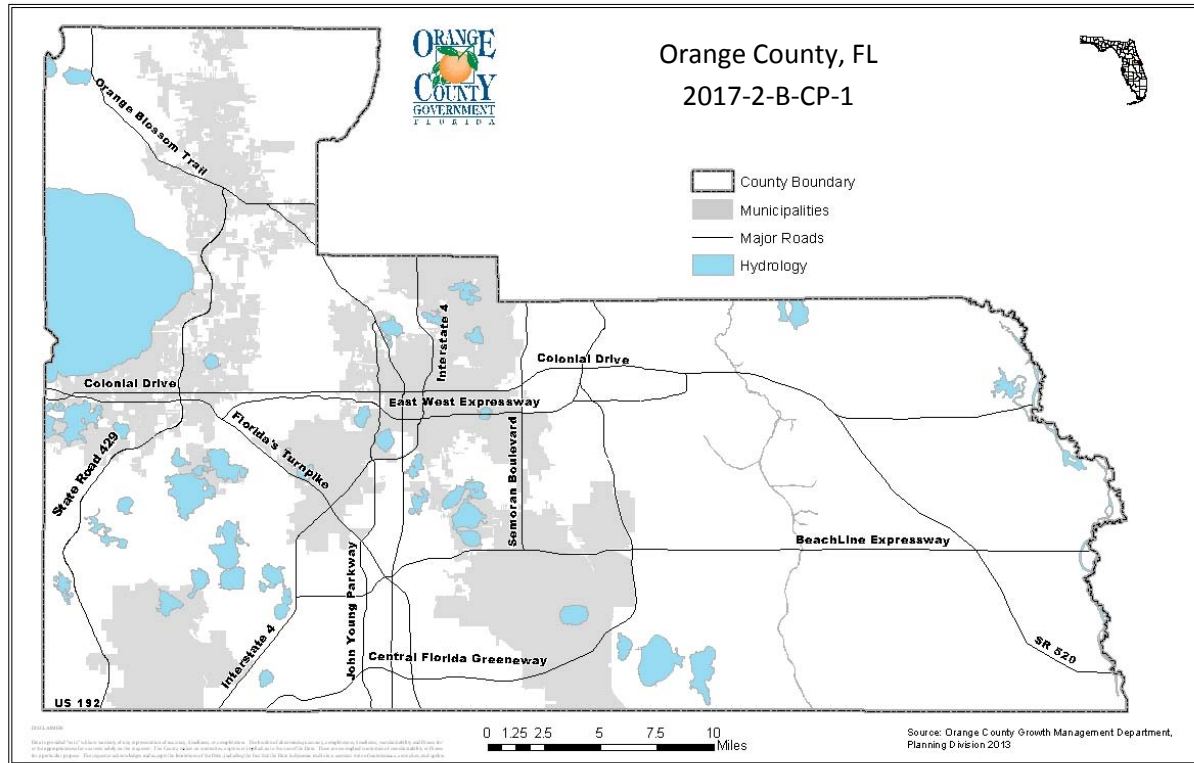 ORANGE
COUNTY
GOVERNMENT
FLORIDA
Orange County, FL
2017-2-B-CP-1
County Boundary
Municipalities
Major Roads
Hydrology
Orange Blossom Trail
Interstate 4
Colonial Drive
Colonial Drive
East West Expressway
Florida's Turnpike
State Road 429
Semoran Boulevard
BeachLine Expressway
John Young Parkway
Interstate 4
Central Florida Greeneway
SR 520
US 192
DISCLAIMER:
0 1.25 2.5 5 7.5 10
Miles
Source: Orange County Growth Management Department,
Planning Division 2013